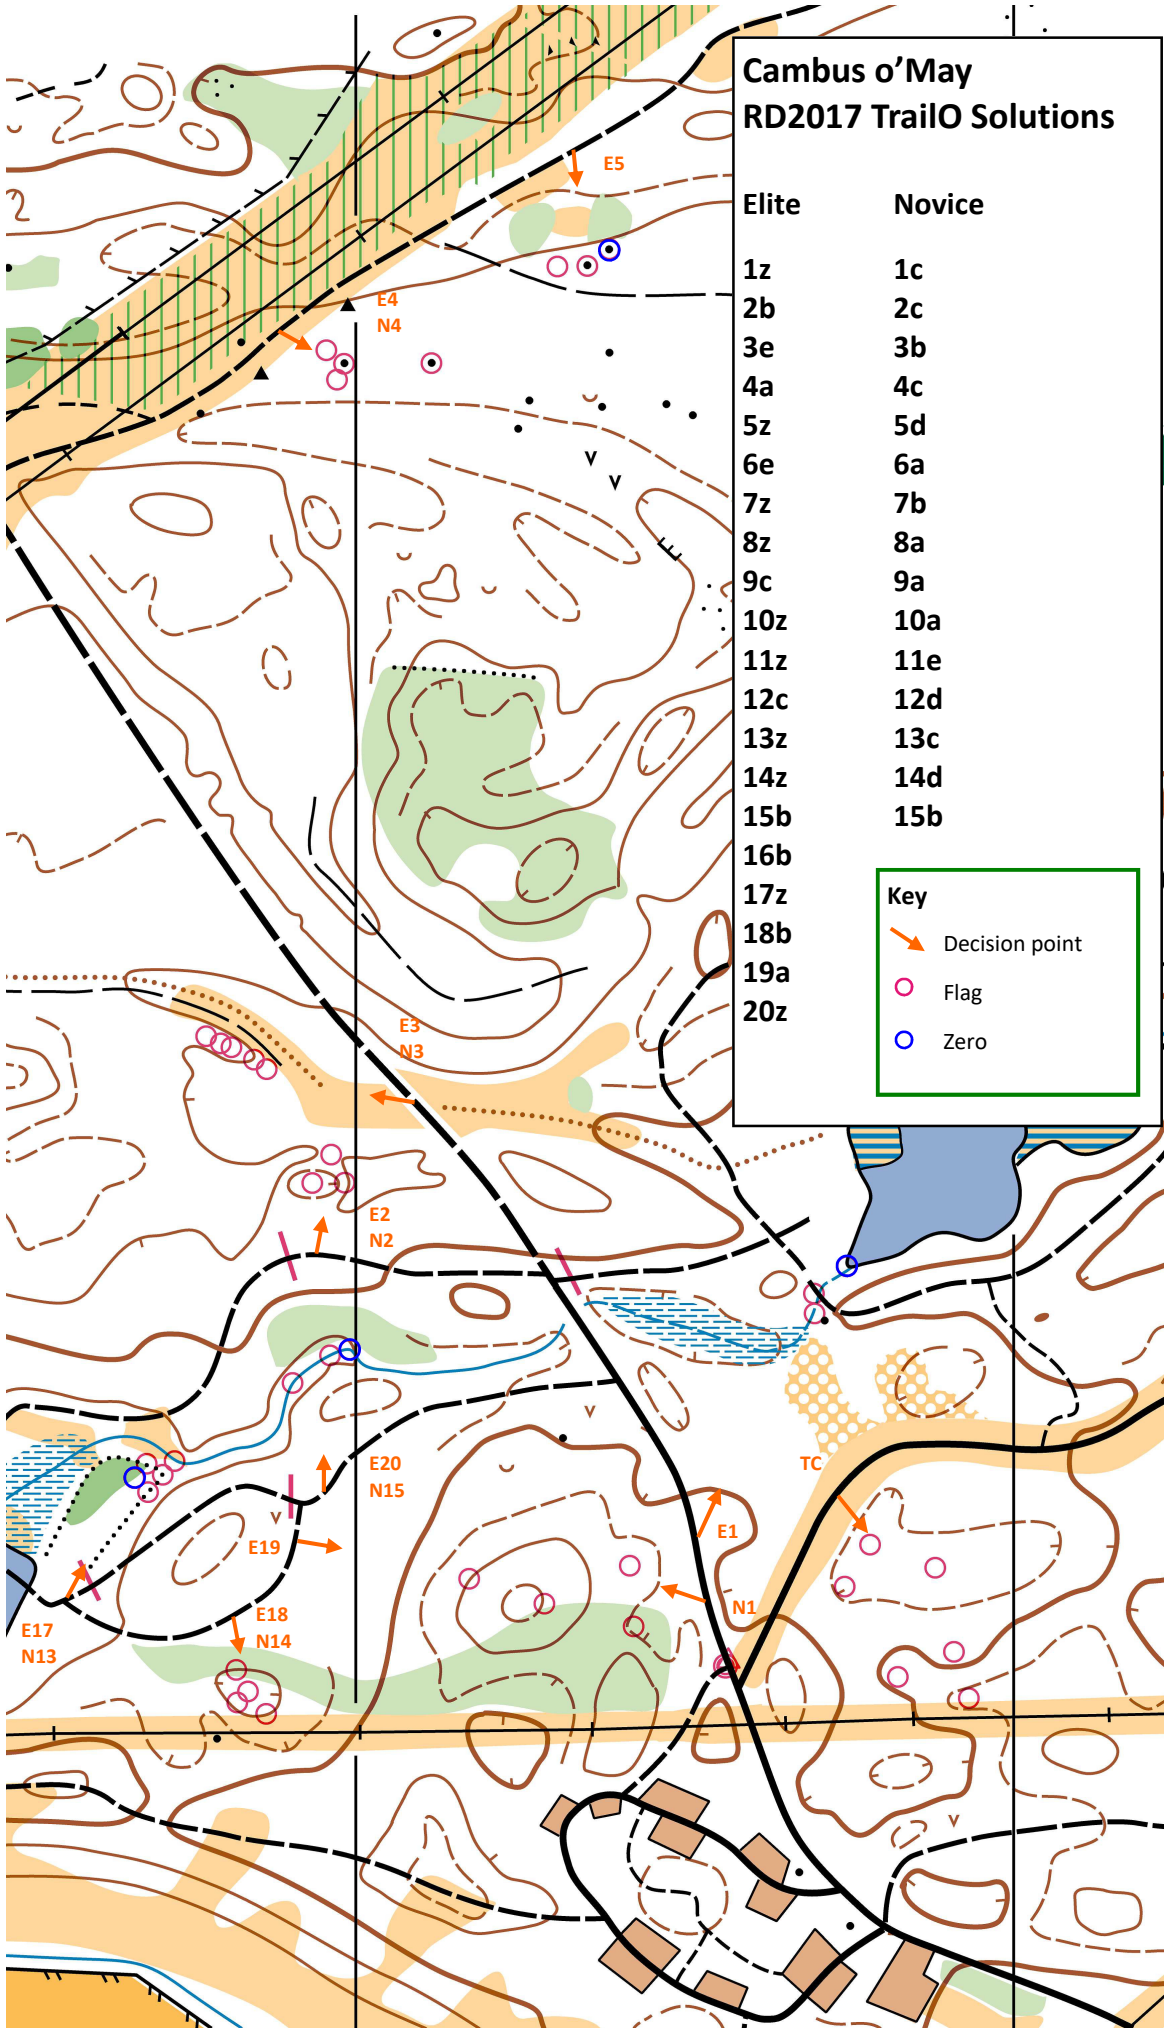 Cambus o’May
RD2017 TrailO Solutions
Elite Novice
1z 1c
2b 2c
3e 3b
4a 4c
5z 5d
6e 6a
7z 7b
8z 8a
9c 9a
10z 10a
11z 11e
12c 12d
13z 13c
14z 14d
15b 15b
16b
17z
18b
19a
20z
Key
Decision point
Flag
Zero
E5
E4
N4
E3
N3
E2
N2
E20
N15
TC
E1
E19
N1
E18
N14
E17
N13